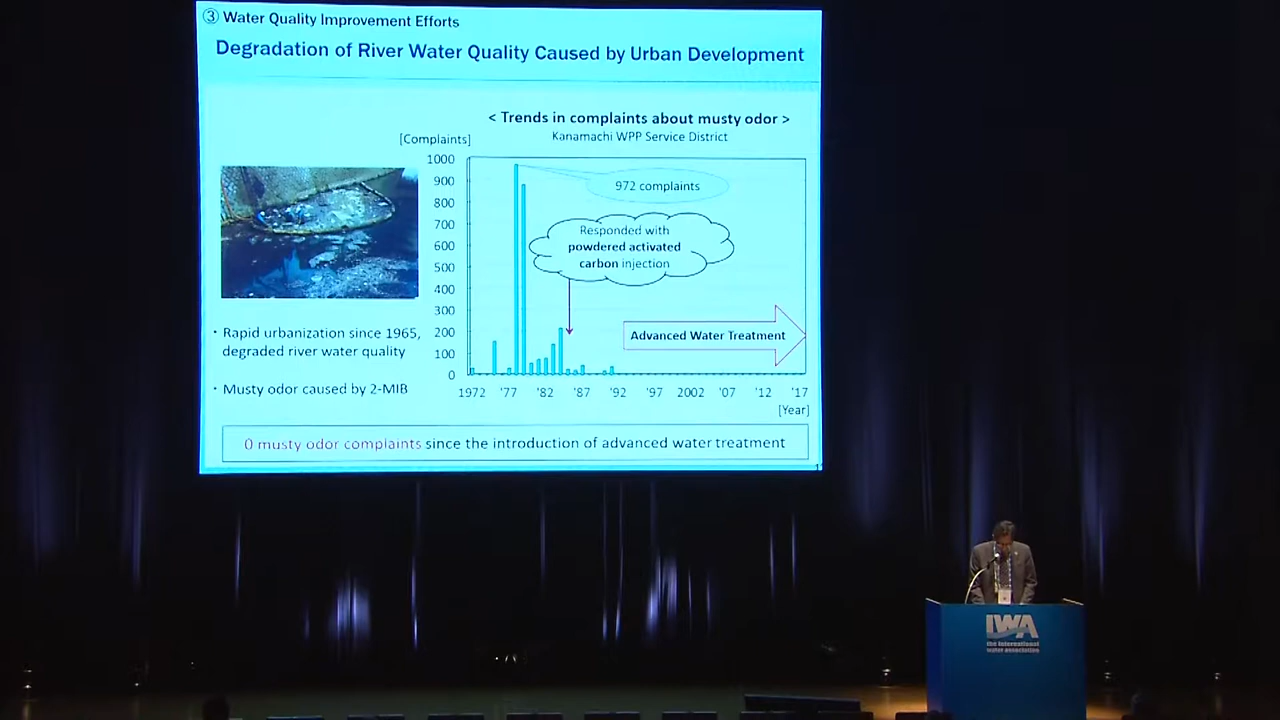 ③ Water Quality Improvement Efforts
Degradation of River Water Quality Caused by Urban Development
< Trends in complaints about musty odor >
Kanamachi WPP Service District
[Complaints]
1000
900
800
700
600
500
400
300
200
100
0
972 complaints
Responded with
powdered activated
carbon injection
Advanced Water Treatment
1972 '77 '82 '87 '92 '97 2002 '07 '12 '17
[Year]
· Rapid urbanization since 1965,
degraded river water quality
· Musty odor caused by 2-MIB
0 musty odor complaints since the introduction of advanced water treatment
IWA
the international
water association